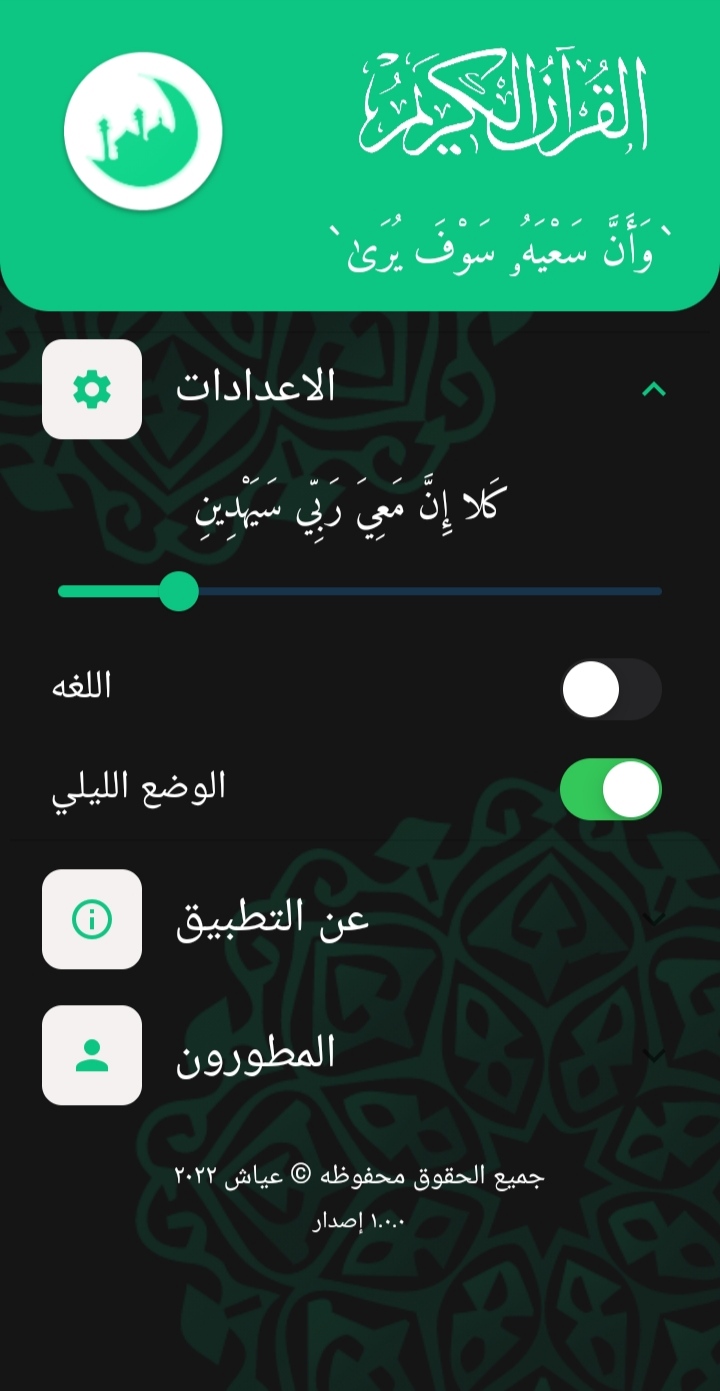 القرآن الكريم
`وَأَنَّ سَعْيَهُۥ سَوْفَ يُرَىٰ`
الاعدادات
كَلا إِنَّ مَعِيَ رَبِّي سَيَهْدِينِ
اللغه
الوضع الليلي
عن التطبيق
المطورون
جميع الحقوق محفوظه © عياش ٢٠٢٢
١.٠.٠ إصدار